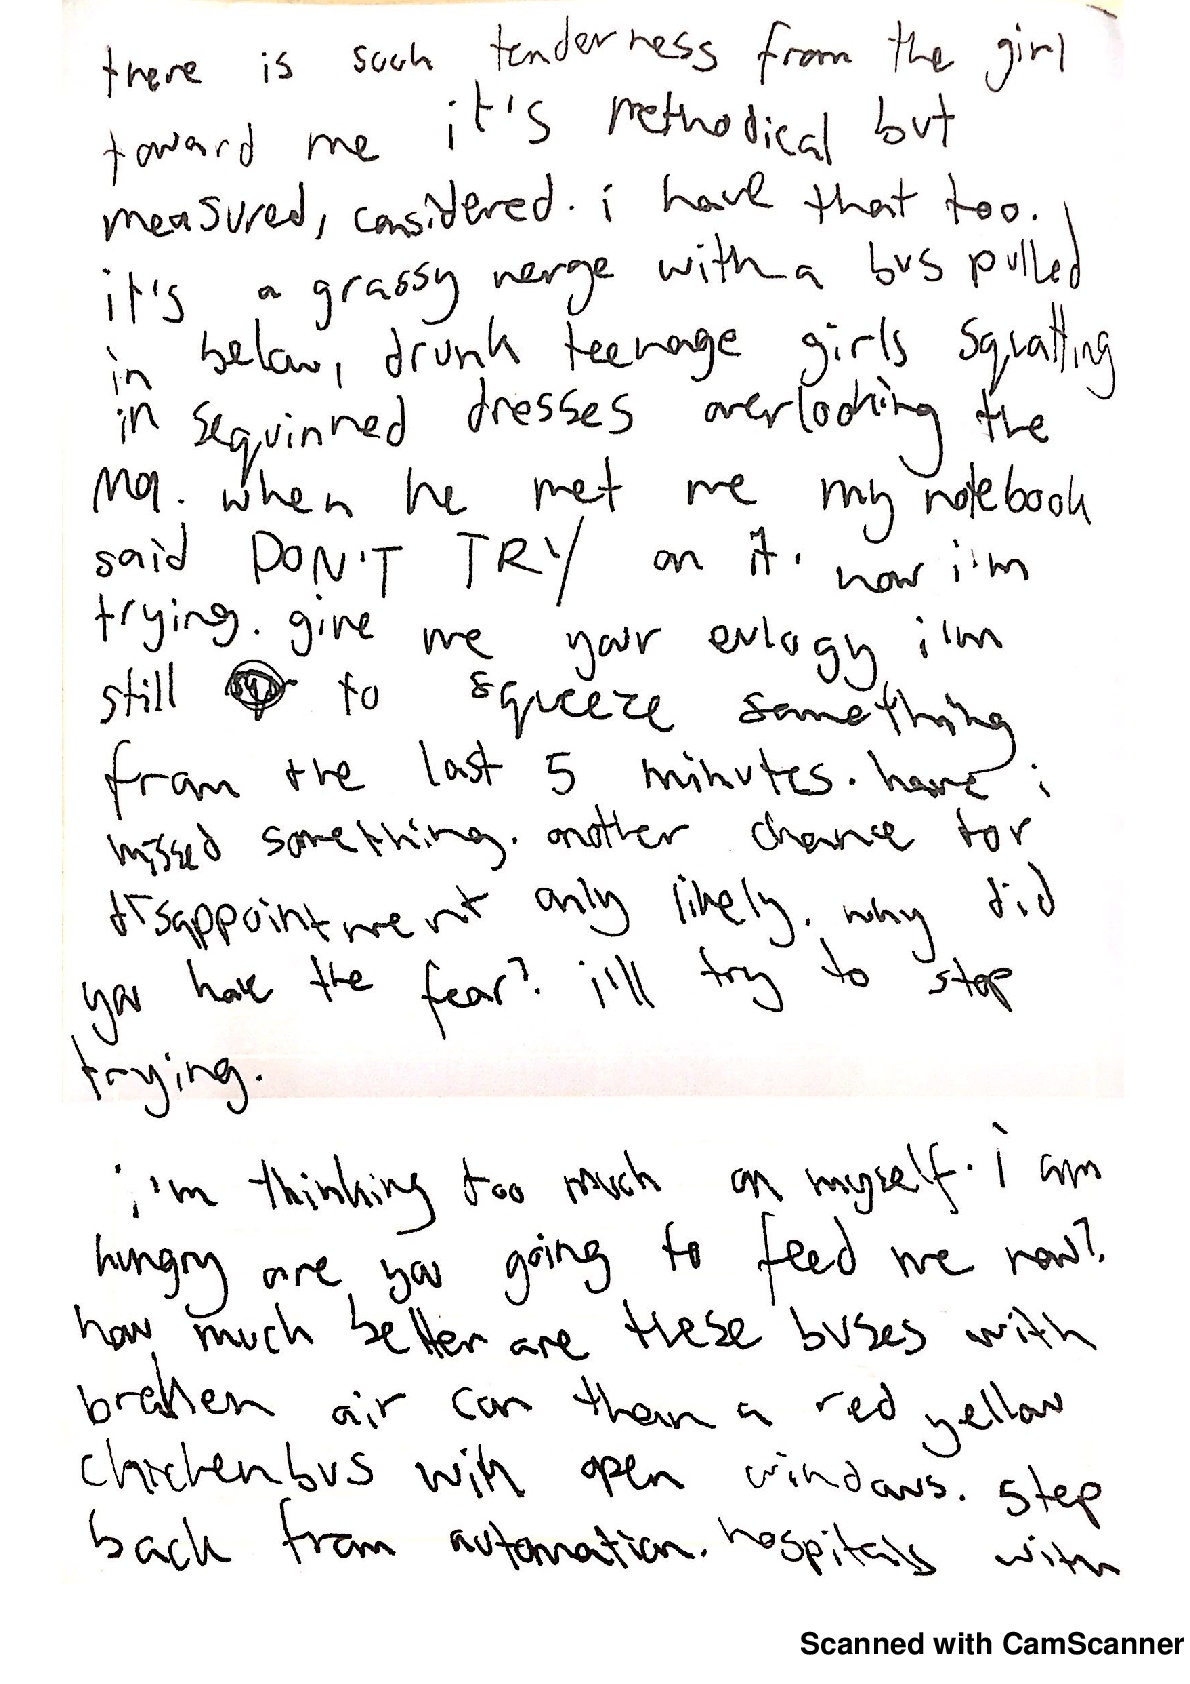 there is such tenderness from the girl
toward me it's methodical but
measured, considered. i have that too.
it's a grassy verge with a bus pulled
in below, drunk teenage girls squatting
in sequinned dresses overlooking the
M9. when he met me my notebook
said DON'T TRY on it. now i'm
trying. give me your eulogy i'm
still to squeeze something
from the last 5 minutes. have i
missed something. another chance for
disappointment only likely. why did
you have the fear? i'll try to stop
trying.
i'm thinking too much on myself. i am
hungry are you going to feed me now?
how much better are these buses with
broken air con than a red yellow
chickenbus with open windows. step
back from automation. hospitals with
Scanned with CamScanner